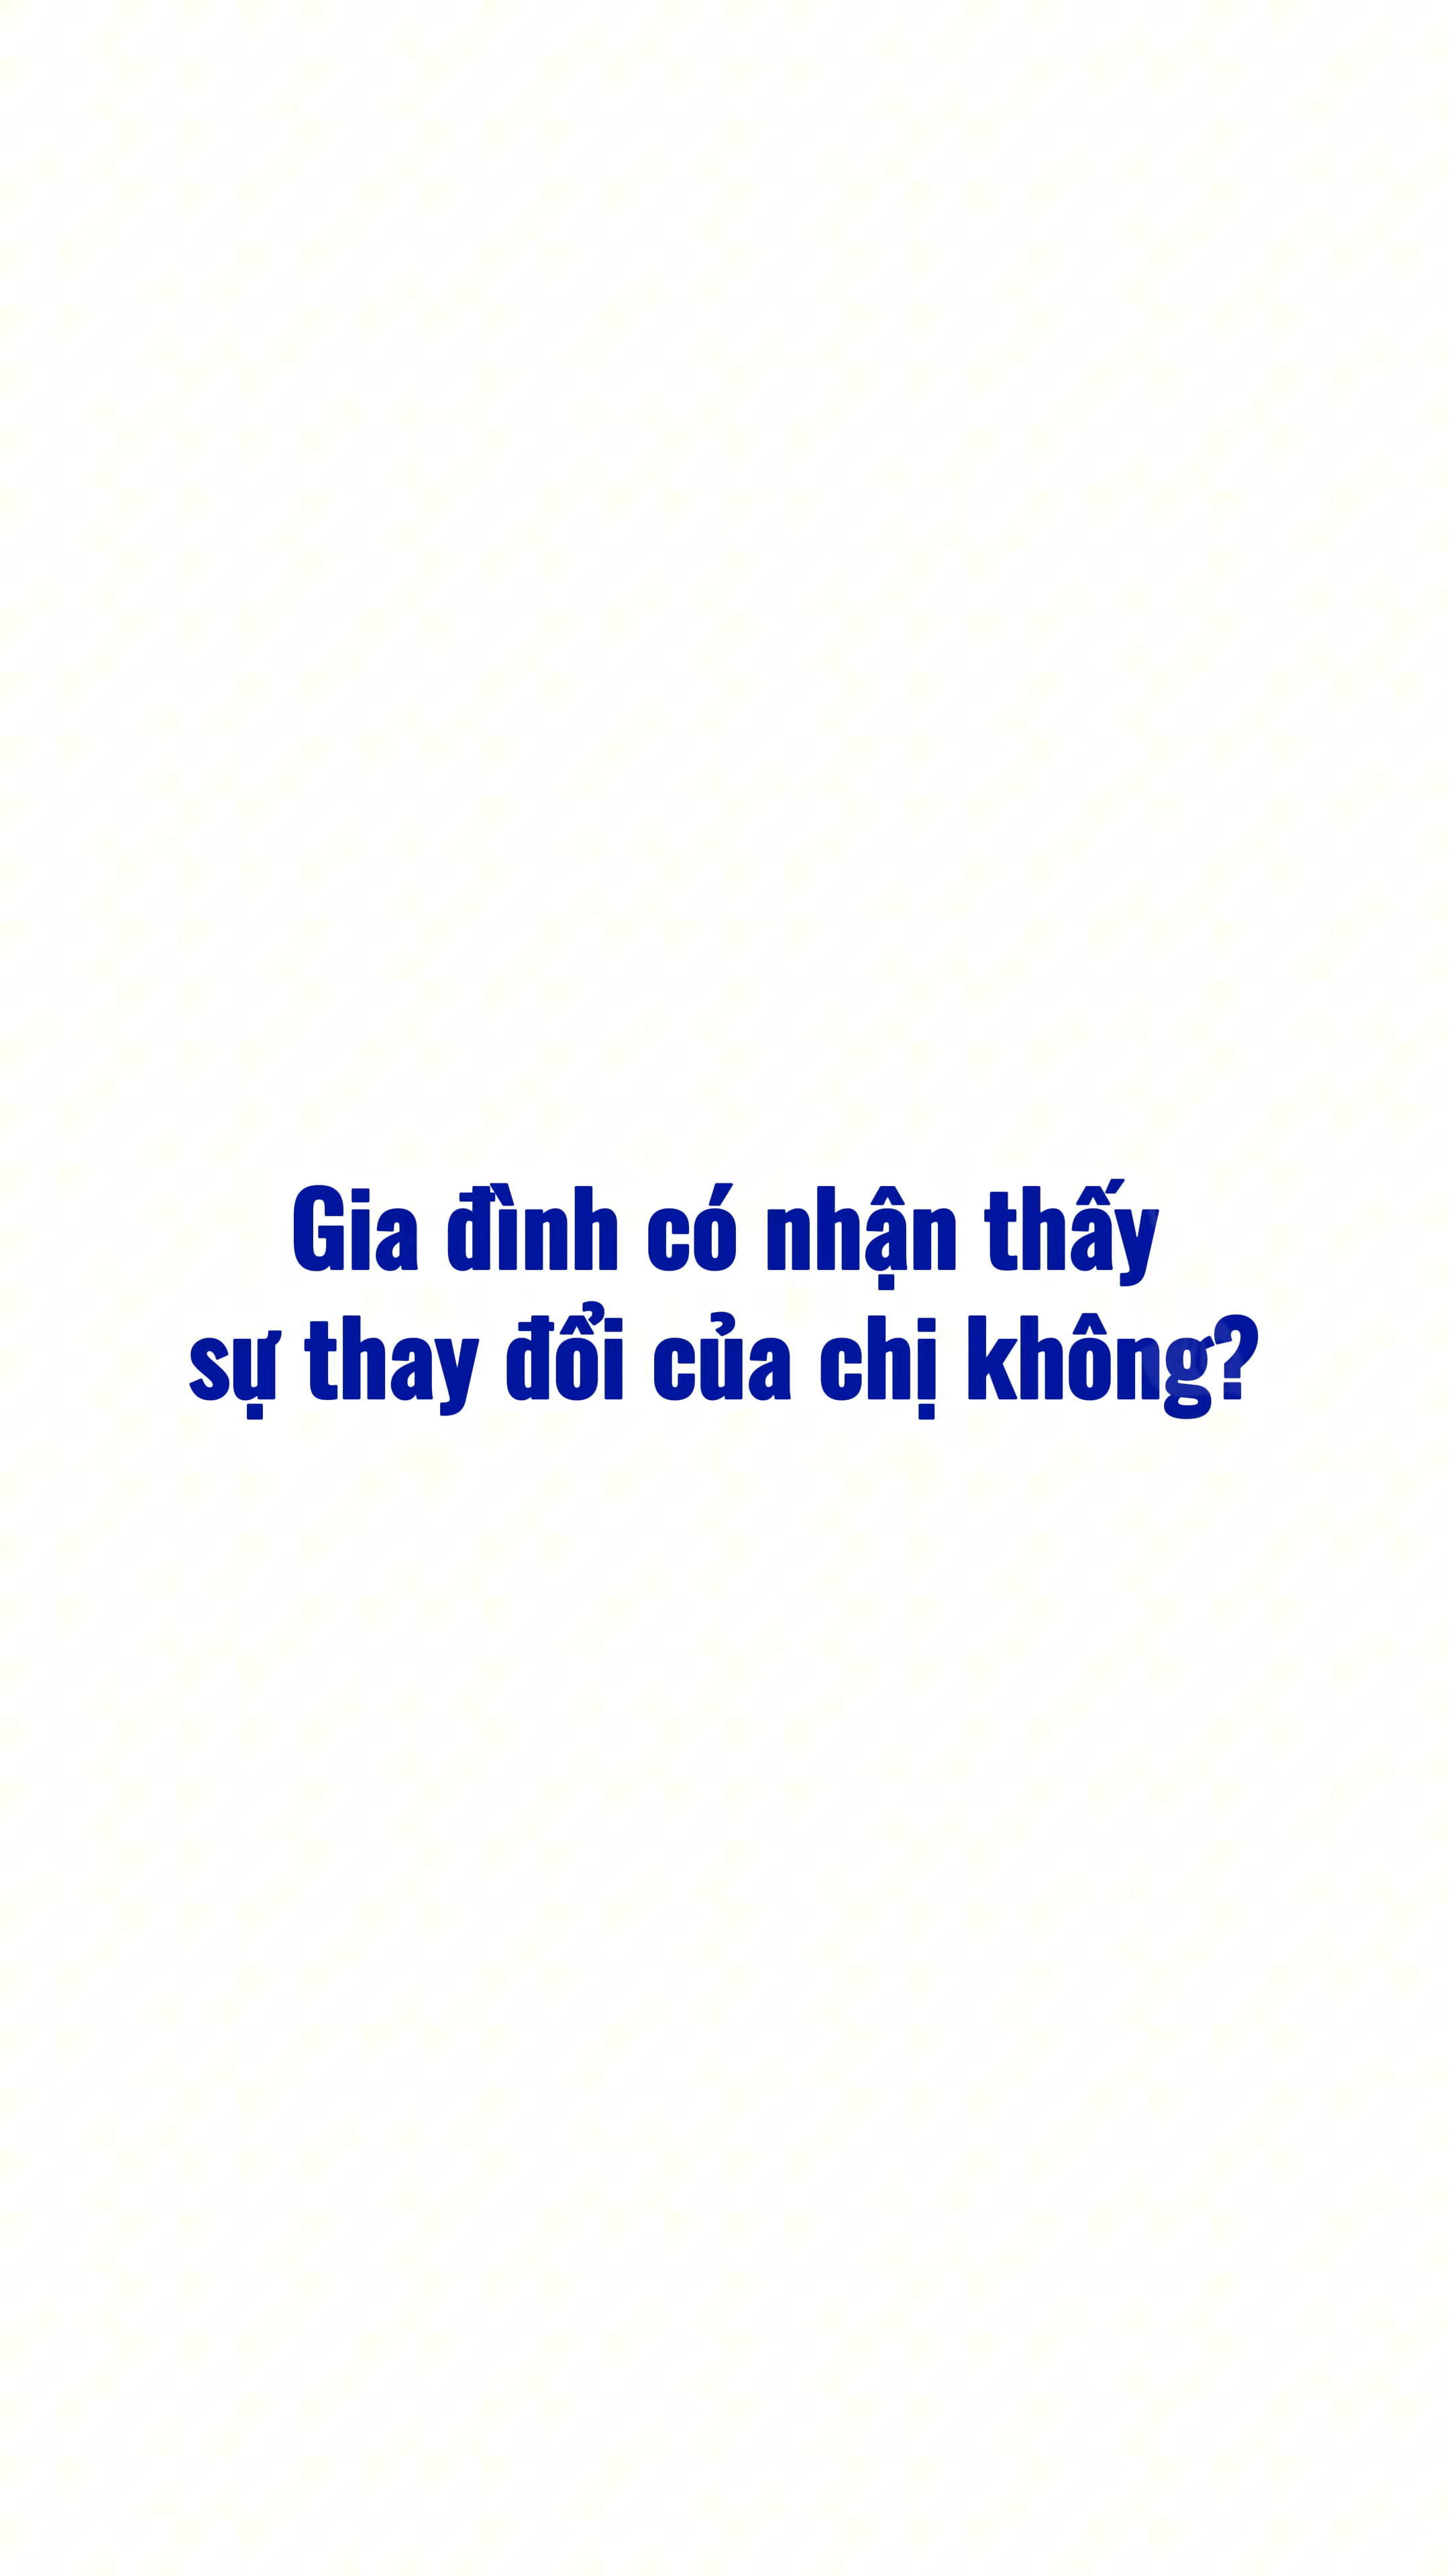 Gia đình có nhận thấy
sự thay đổi của chị không?